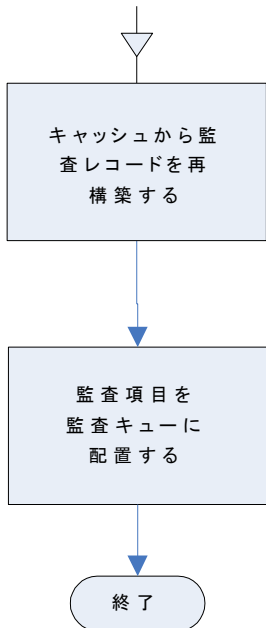 キャッシュから監
査レコードを再
構築する
監査項目を
監査キューに
配置する
終了